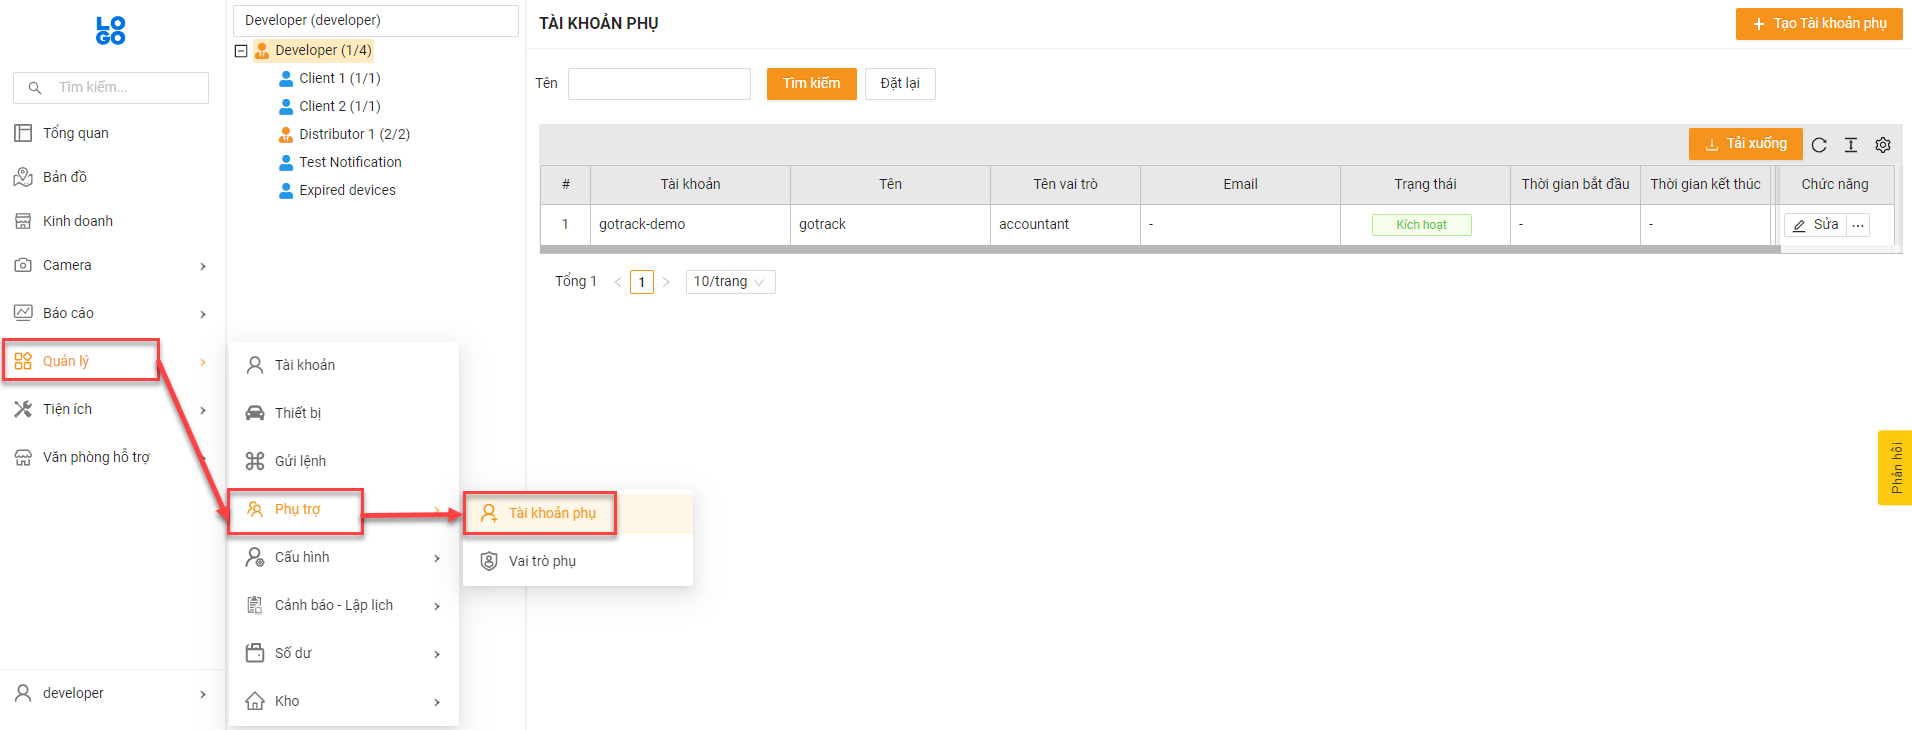 LO
GO
Tìm kiếm...
Tổng quan
Bản đồ
Kinh doanh
Camera
Báo cáo
Quản lý
Tiện ích
Văn phòng hỗ trợ
developer
Developer (developer)
Developer (1/4)
Client 1 (1/1)
Client 2 (1/1)
Distributor 1 (2/2)
Test Notification
Expired devices
Tài khoản
Thiết bị
Gửi lệnh
Phụ trợ
Cấu hình
Cảnh báo - Lập lịch
Số dư
Kho
Tài khoản phụ
Vai trò phụ
TÀI KHOẢN PHỤ
+ Tạo Tài khoản phụ
Tên
Tìm kiếm
Đặt lại
Tải xuống
# Tài khoản Tên Tên vai trò Email Trạng thái Thời gian bắt đầu Thời gian kết thúc Chức năng
1 gotrack-demo gotrack accountant - Kích hoạt - - Sửa ...
Tổng 1 < 1 > 10/trang
Phản hồi